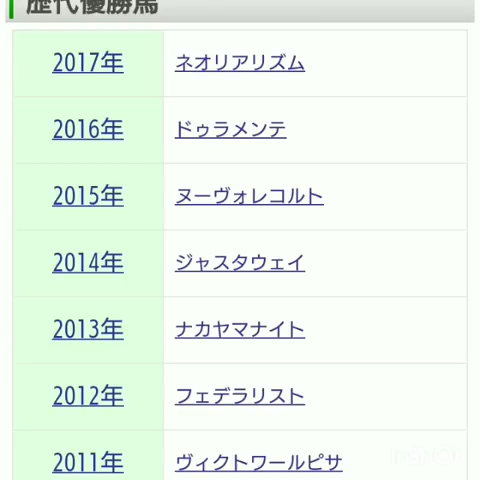 歴代優勝馬
2017年 ネオリアリズム
2016年 ドゥラメンテ
2015年 ヌーヴォレコルト
2014年 ジャスタウェイ
2013年 ナカヤマナイト
2012年 フェデラリスト
2011年 ヴィクトワールピサ